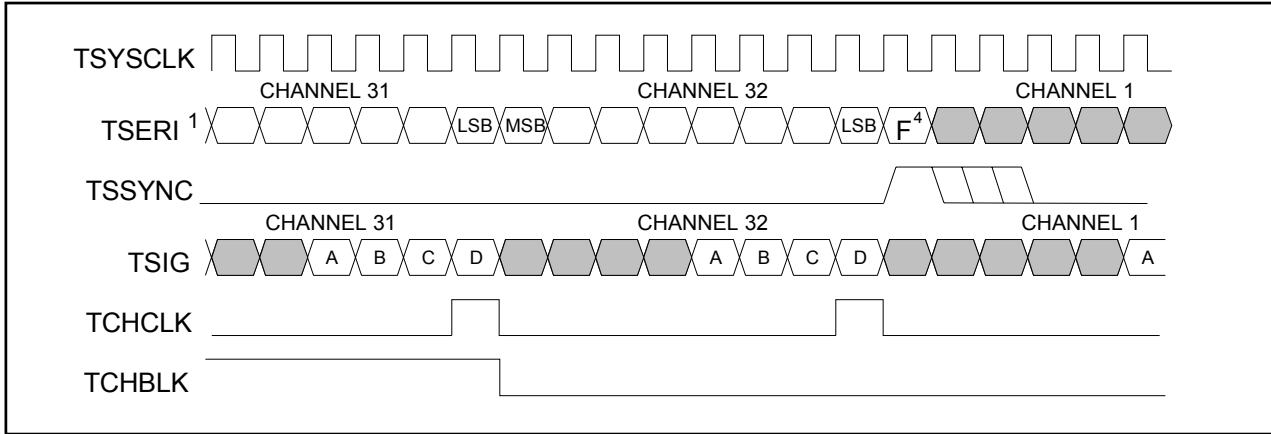 TSYSCLK
CHANNEL 31 CHANNEL 32 CHANNEL 1
TSERI 1 LSB MSB LSB F4
TSSYNC
CHANNEL 31 CHANNEL 32 CHANNEL 1
TSIG A B C D A B C D A
TCHCLK
TCHBLK